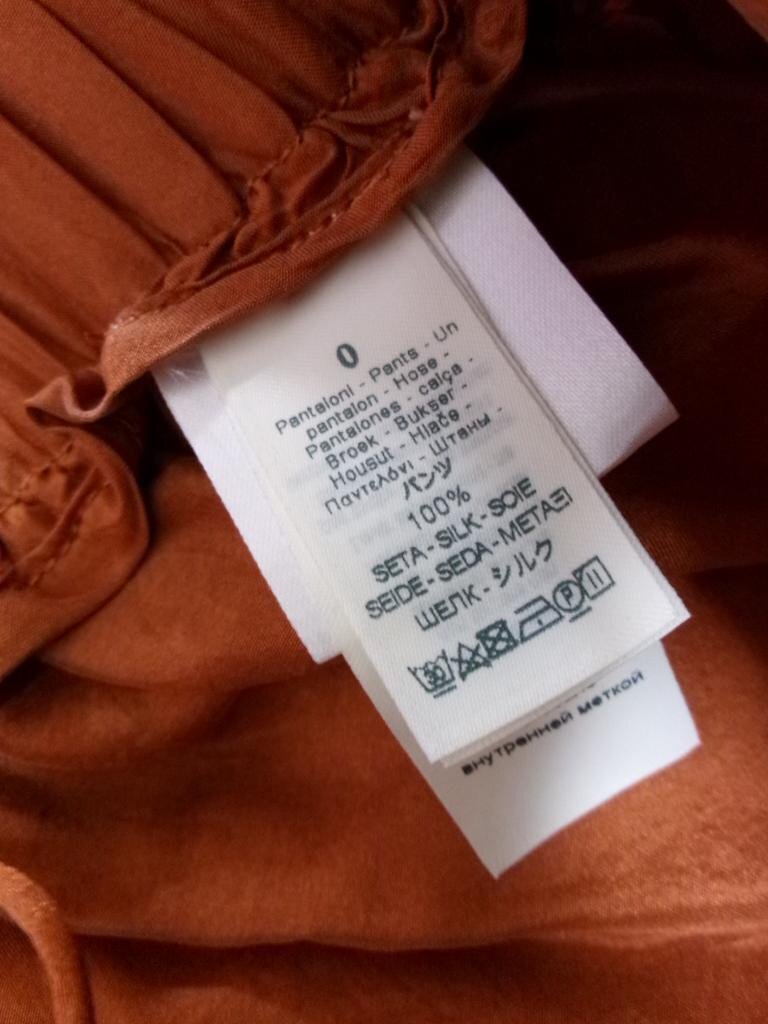 0
Pantaloni - Pants - Un
pantalon - Hose -
Pantalones - calça -
Broek - Bukser -
Housut - Hlače -
Παντελόνι - Штаны -
パンツ
100%
SETA - SILK - SOIE
SEIDE - SEDA - ΜΕΤΑΞΙ
ШЕЛК - シルク
30 P
внутренней меткой